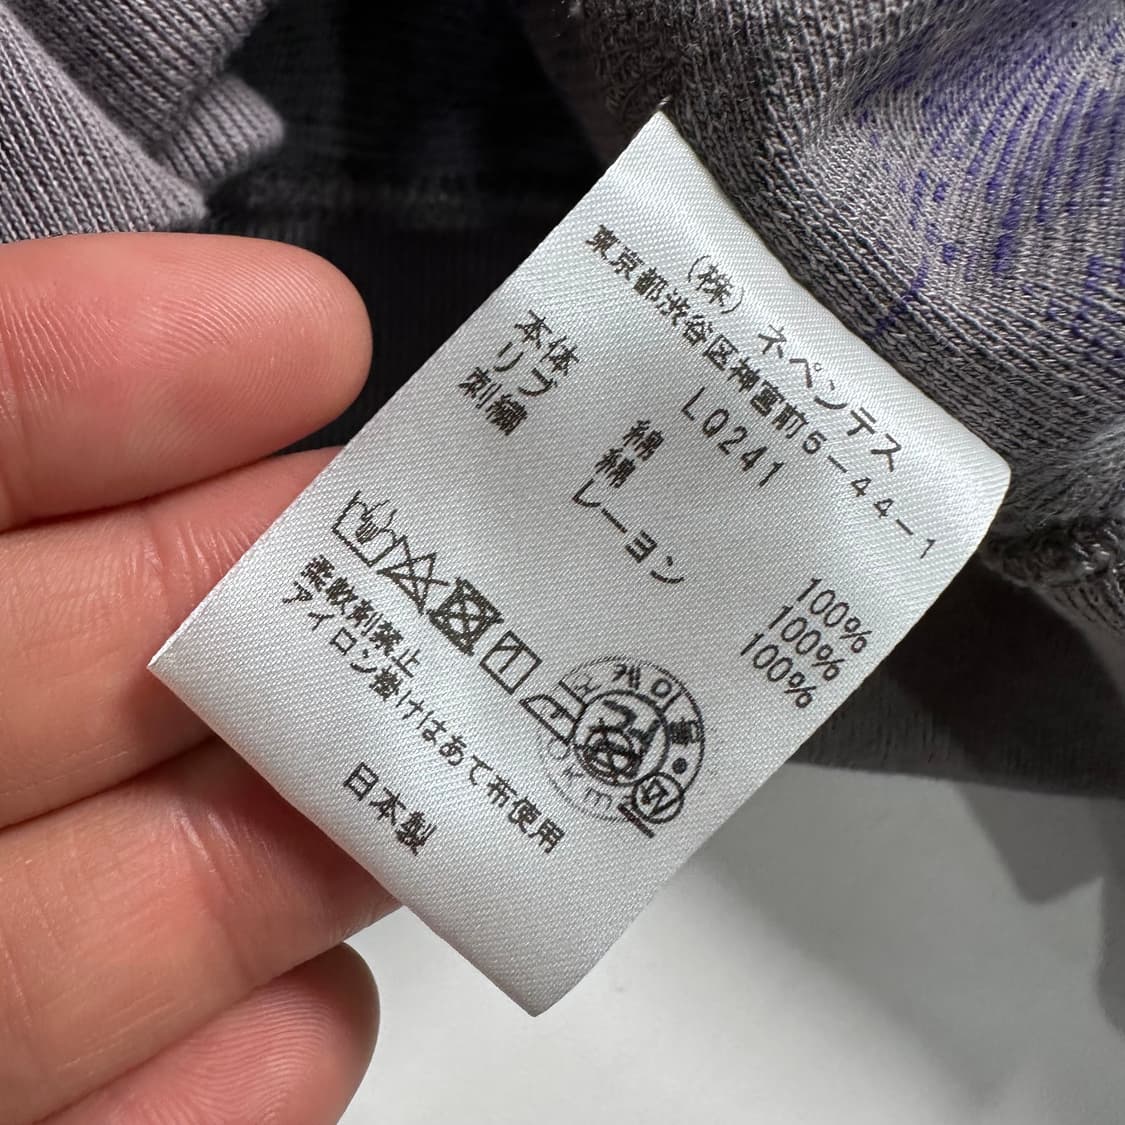 (株) ネペンテス
東京都渋谷区神宮前5-44-1
LQ241
本体 綿 100%
リブ 綿 100%
刺繍 レーヨン 100%
柔軟剤禁止
アイロン掛けはあて布使用
日本製